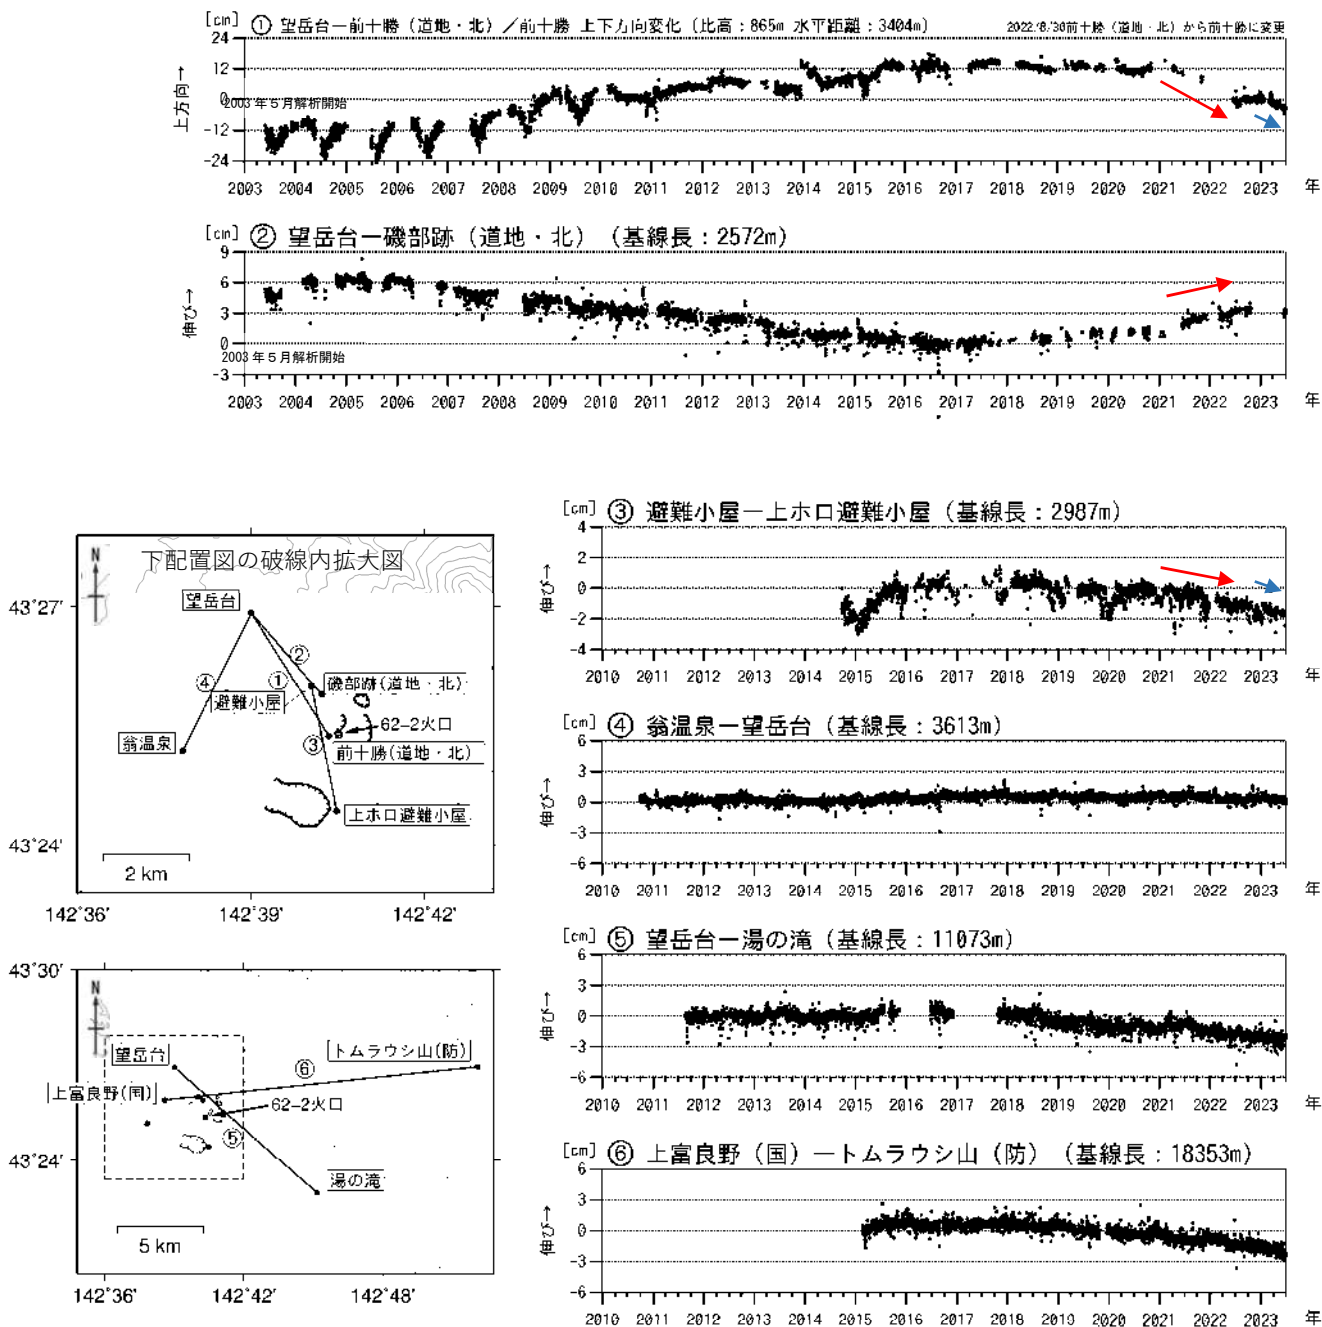 [cm] ① 望岳台－前十勝（道地・北）／前十勝 上下方向変化（比高：865m 水平距離：3404m）
2022/8/30前十勝（道地・北）から前十勝に変更
24
12
0
-12
-24
上方向→
2003年５月解析開始
2003 2004 2005 2006 2007 2008 2009 2010 2011 2012 2013 2014 2015 2016 2017 2018 2019 2020 2021 2022 2023 年
[cm] ② 望岳台－磯部跡（道地・北）（基線長：2572m）
9
6
3
0
-3
伸び→
2003年５月解析開始
2003 2004 2005 2006 2007 2008 2009 2010 2011 2012 2013 2014 2015 2016 2017 2018 2019 2020 2021 2022 2023 年
下配置図の破線内拡大図
N
望岳台
②
①
④
磯部跡(道地・北)
避難小屋
62-2火口
③
翁温泉
前十勝(道地・北)
上ホロ避難小屋
2 km
43°27′
43°24′
142°36′ 142°39′ 142°42′
43°30′
N
望岳台
トムラウシ山(防)
⑥
上富良野(国)
62-2火口
⑤
湯の滝
5 km
43°24′
142°36′ 142°42′ 142°48′
[cm] ③ 避難小屋－上ホロ避難小屋（基線長：2987m）
4
2
0
-2
-4
伸び→
2010 2011 2012 2013 2014 2015 2016 2017 2018 2019 2020 2021 2022 2023 年
[cm] ④ 翁温泉－望岳台（基線長：3613m）
6
3
0
-3
-6
伸び→
2010 2011 2012 2013 2014 2015 2016 2017 2018 2019 2020 2021 2022 2023 年
[cm] ⑤ 望岳台－湯の滝（基線長：11073m）
6
3
0
-3
-6
伸び→
2010 2011 2012 2013 2014 2015 2016 2017 2018 2019 2020 2021 2022 2023 年
[cm] ⑥ 上富良野（国）－トムラウシ山（防）（基線長：18353m）
6
3
0
-3
-6
伸び→
2010 2011 2012 2013 2014 2015 2016 2017 2018 2019 2020 2021 2022 2023 年